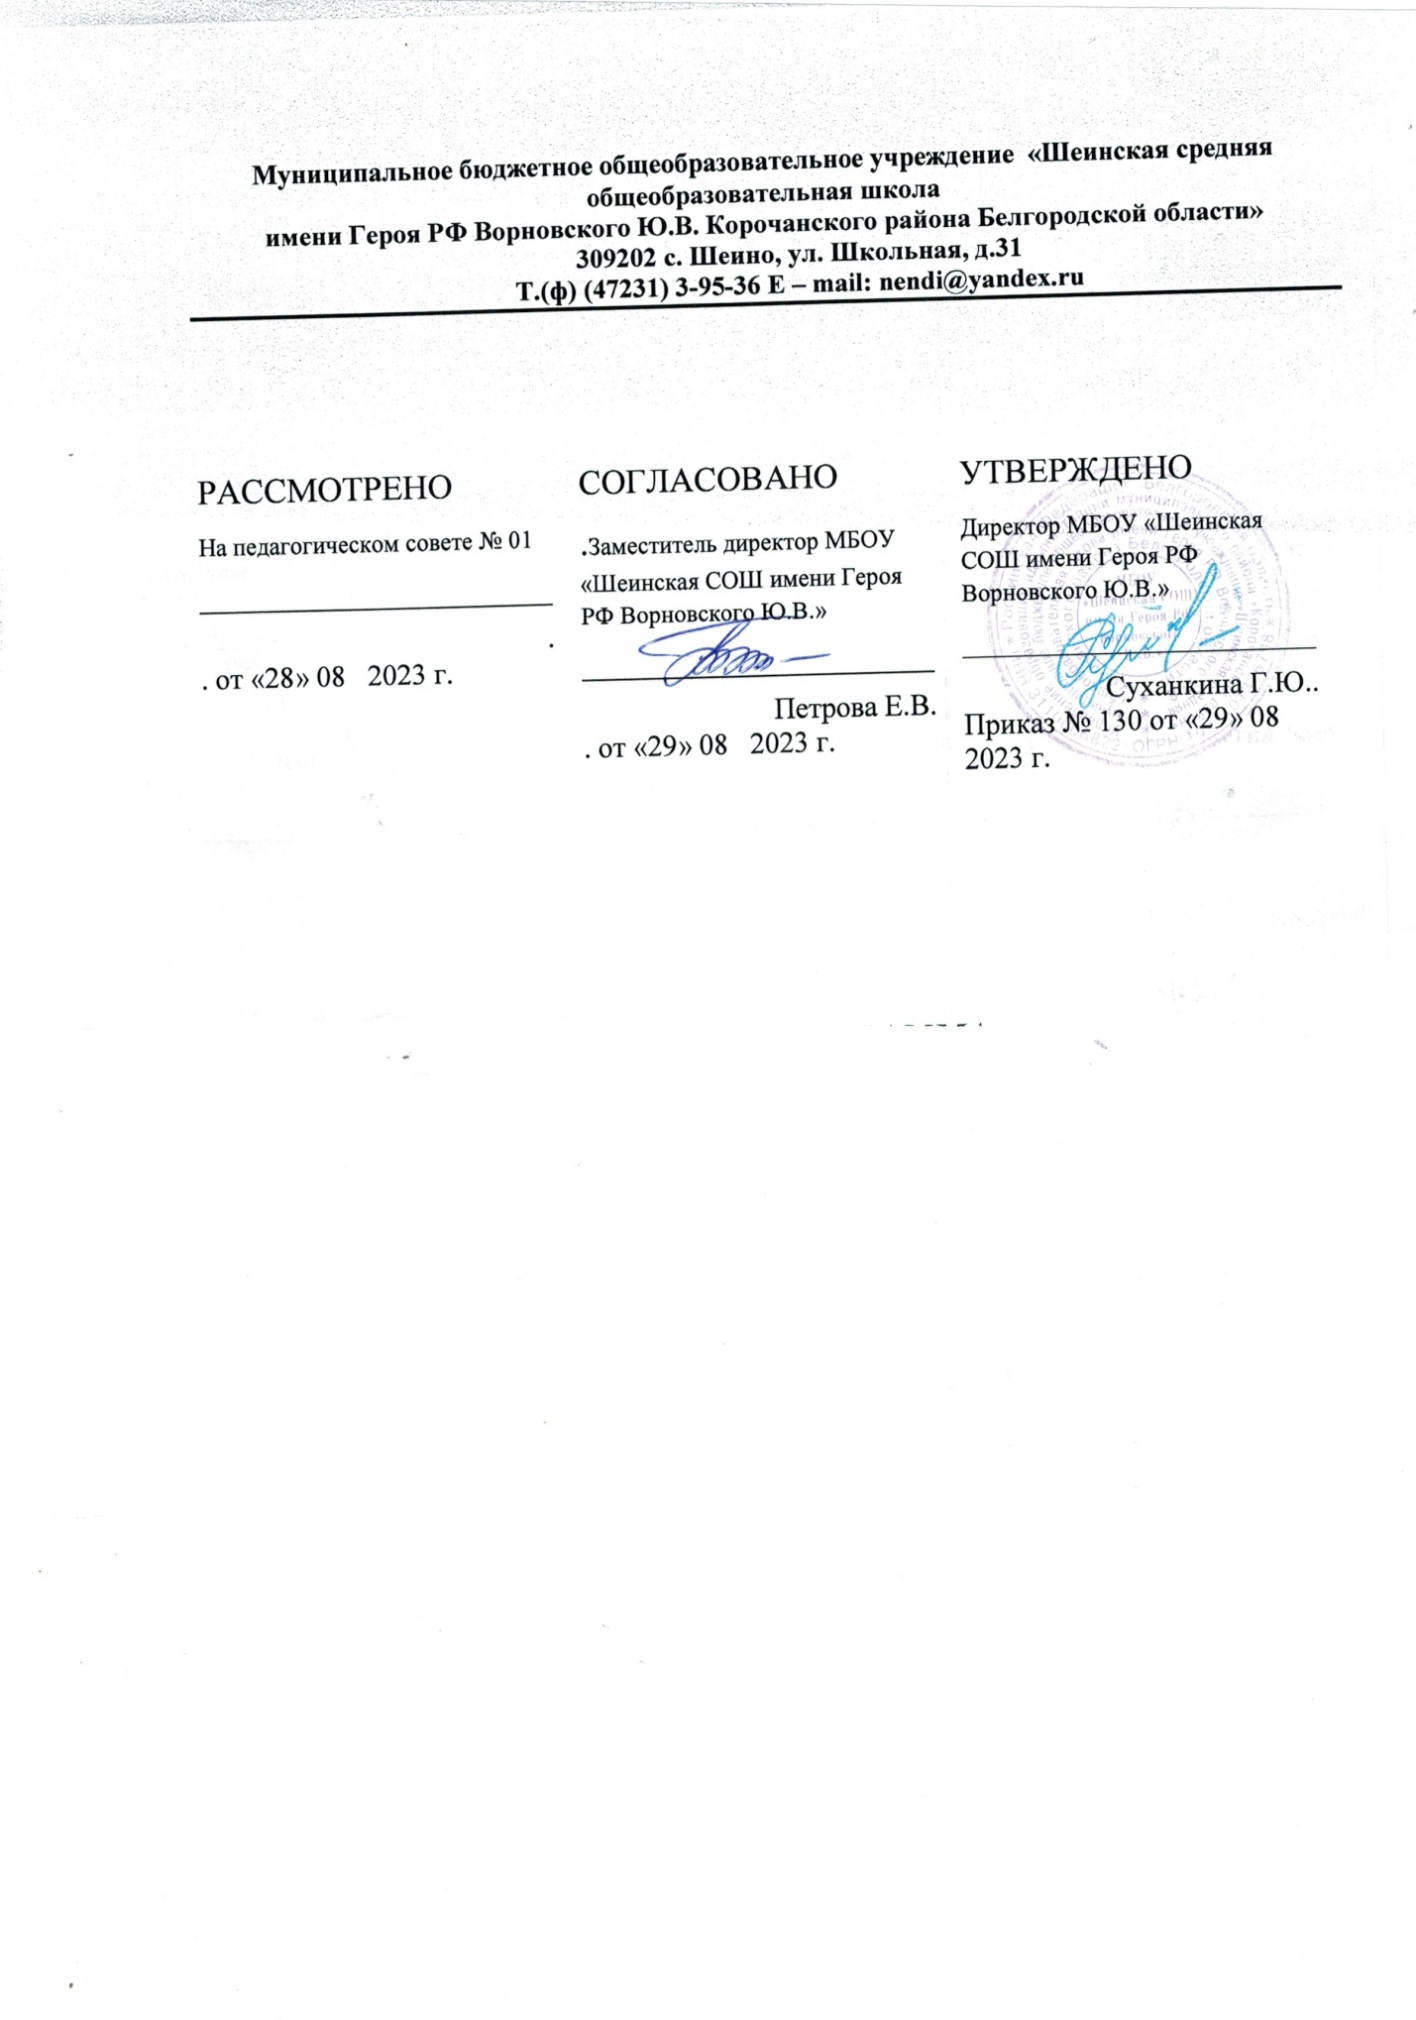 Муниципальное бюджетное общеобразовательное учреждение «Шеинская средняя
общеобразовательная школа
имени Героя РФ Ворновского Ю.В. Корочанского района Белгородской области»
309202 с. Шеино, ул. Школьная, д.31
Т.(ф) (47231) 3-95-36 E – mail: nendi@yandex.ru
РАССМОТРЕНО
На педагогическом совете № 01
.
. от «28» 08 2023 г.
СОГЛАСОВАНО
.Заместитель директор МБОУ
«Шеинская СОШ имени Героя
РФ Ворновского Ю.В.»
Петрова Е.В.
. от «29» 08 2023 г.
УТВЕРЖДЕНО
Директор МБОУ «Шеинская
СОШ имени Героя РФ
Ворновского Ю.В.»
Суханкина Г.Ю..
Приказ № 130 от «29» 08
2023 г.